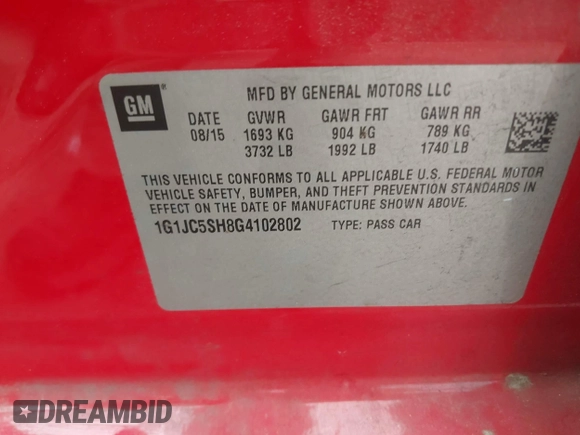 GM
MFD BY GENERAL MOTORS LLC
DATE GVWR GAWR FRT GAWR RR
08/15 1693 KG 904 KG 789 KG
3732 LB 1992 LB 1740 LB
THIS VEHICLE CONFORMS TO ALL APPLICABLE U.S. FEDERAL MOTOR
VEHICLE SAFETY, BUMPER, AND THEFT PREVENTION STANDARDS
IN EFFECT ON THE DATE OF MANUFACTURE SHOWN ABOVE.
1G1JC5SH8G4102802 TYPE: PASS CAR
DREAMBID